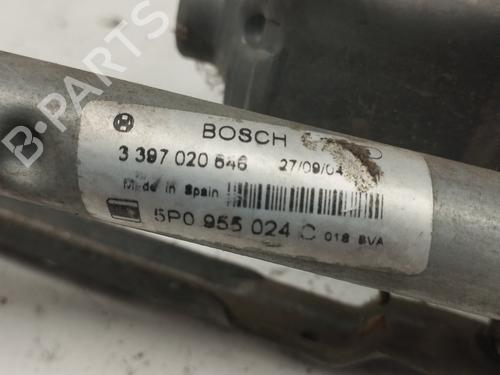 B-PARTS
BOSCH
3 397 020 646 27/09/04
Made in Spain
5P0 955 024 C 018 BVA